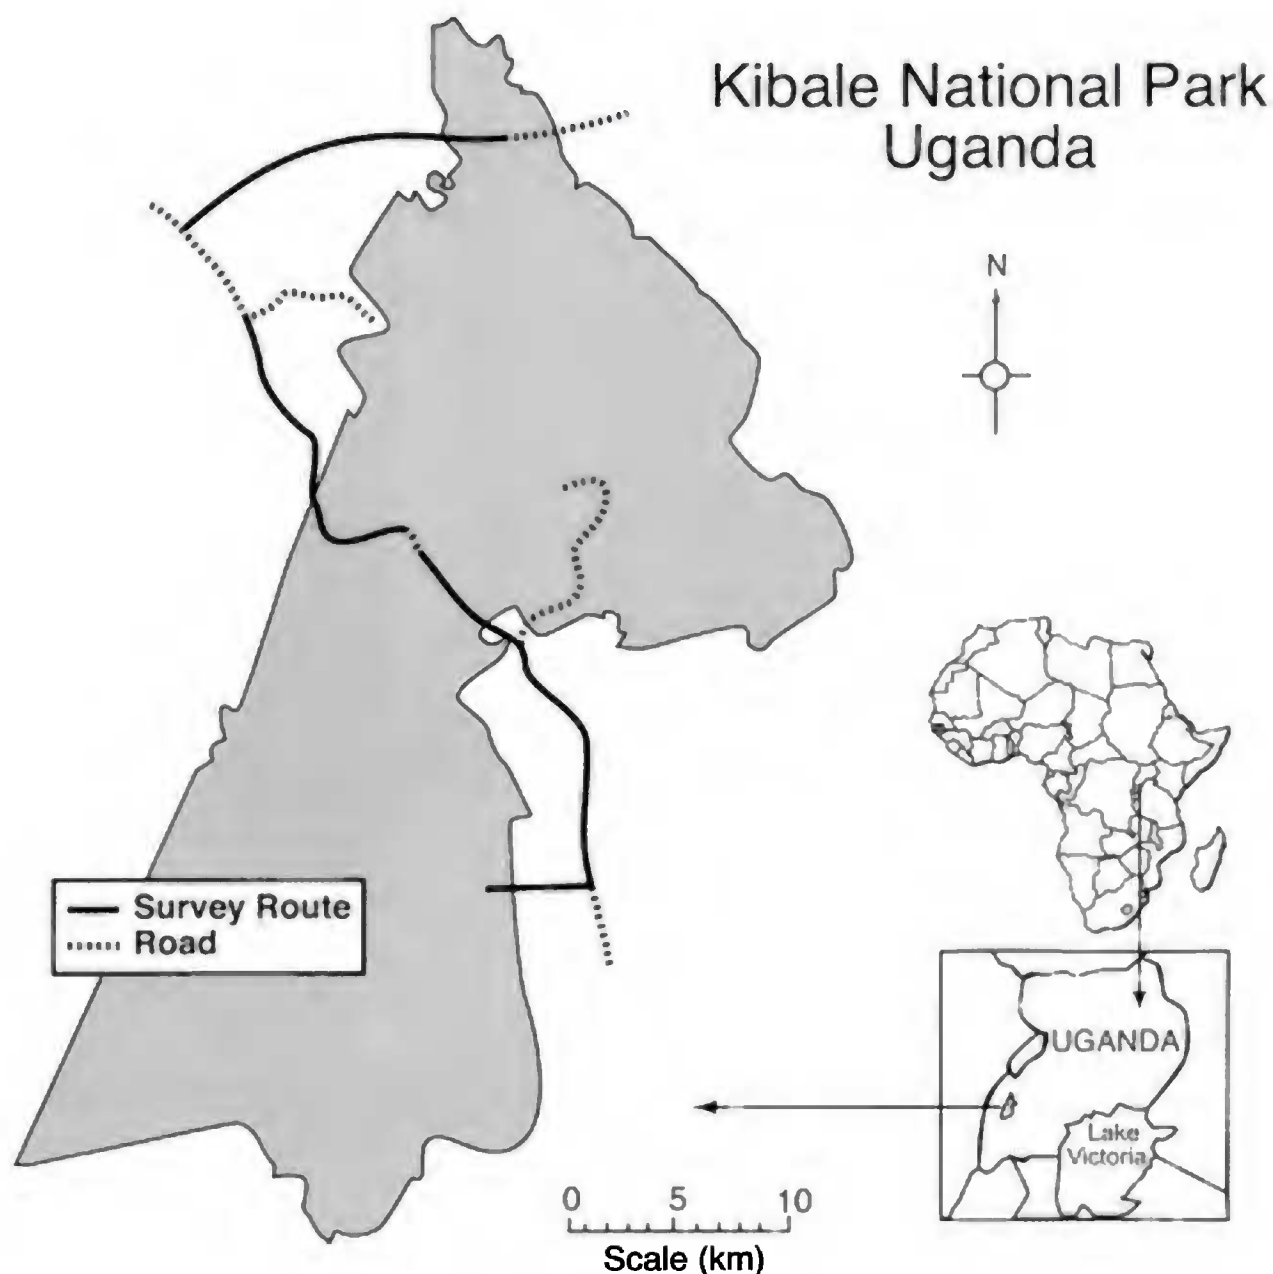 Kibale National Park
Uganda
N
Survey Route
Road
UGANDA
Lake
Victoria
0 5 10
Scale (km)